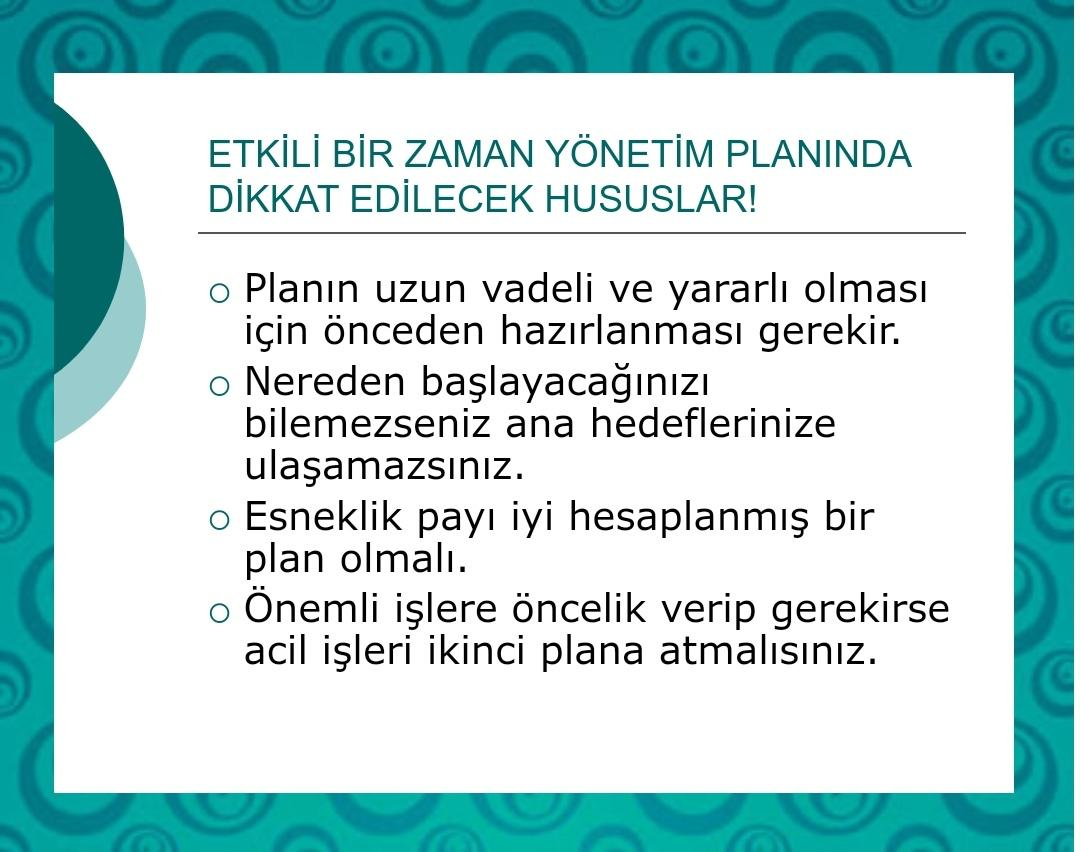 ETKİLİ BİR ZAMAN YÖNETİM PLANINDA
DİKKAT EDİLECEK HUSUSLAR!
Planın uzun vadeli ve yararlı olması
için önceden hazırlanması gerekir.
Nereden başlayacağınızı
bilemezseniz ana hedeflerinize
ulaşamazsınız.
Esneklik payı iyi hesaplanmış bir
plan olmalı.
Önemli işlere öncelik verip gerekirse
acil işleri ikinci plana atmalısınız.